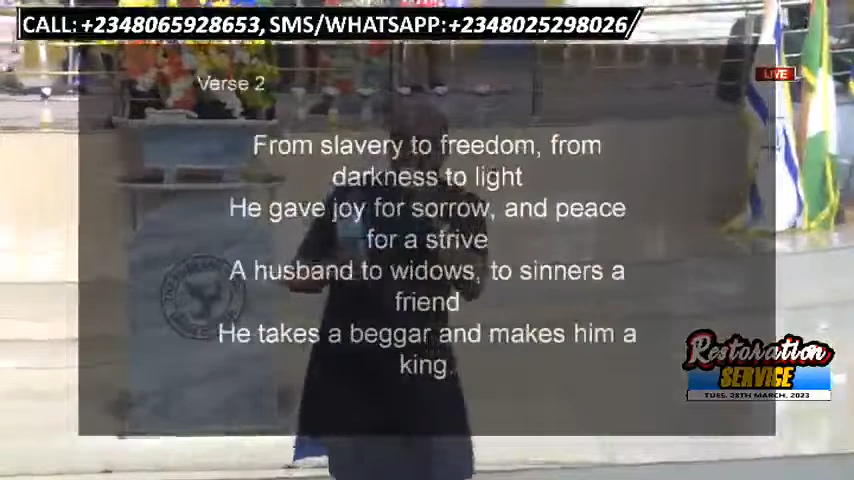 CALL: +2348065928653, SMS/WHATSAPP: +2348025298026/
Verse 2
LIVE
From slavery to freedom, from
darkness to light
He gave joy for sorrow, and peace
for a strive
A husband to widows, to sinners a
friend
He takes a beggar and makes him a
king.
Restoration
SERVICE
TUES. 28TH MARCH, 2023